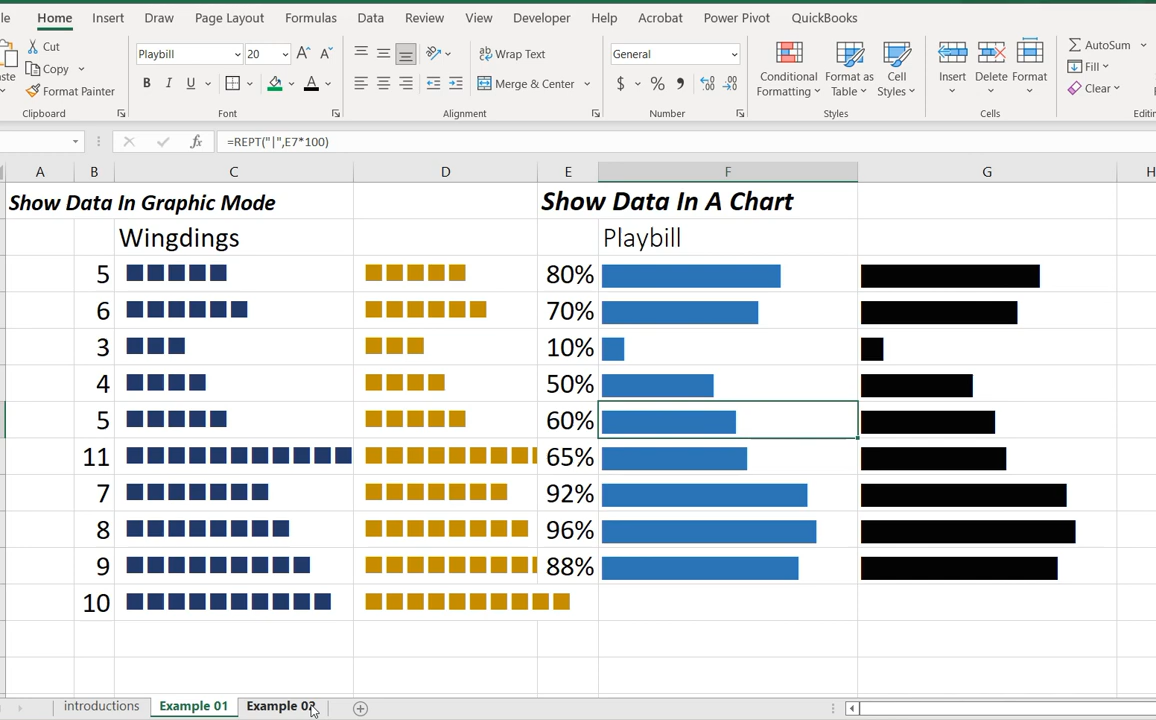 Home Insert Draw Page Layout Formulas Data Review View Developer Help Acrobat Power Pivot QuickBooks
Cut
Copy
Format Painter
Clipboard
Playbill 20
B I U
Font
Wrap Text
Merge & Center
Alignment
General
$ % ,
Number
Conditional Formatting
Format as Table
Cell Styles
Styles
Insert Delete Format
Cells
AutoSum
Fill
Clear
=REPT("|",E7*100)
A B C D E F G H
Show Data In Graphic Mode Show Data In A Chart
Wingdings Playbill
5 80%
6 70%
3 10%
4 50%
5 60%
11 65%
7 92%
8 96%
9 88%
10
introductions Example 01 Example 02